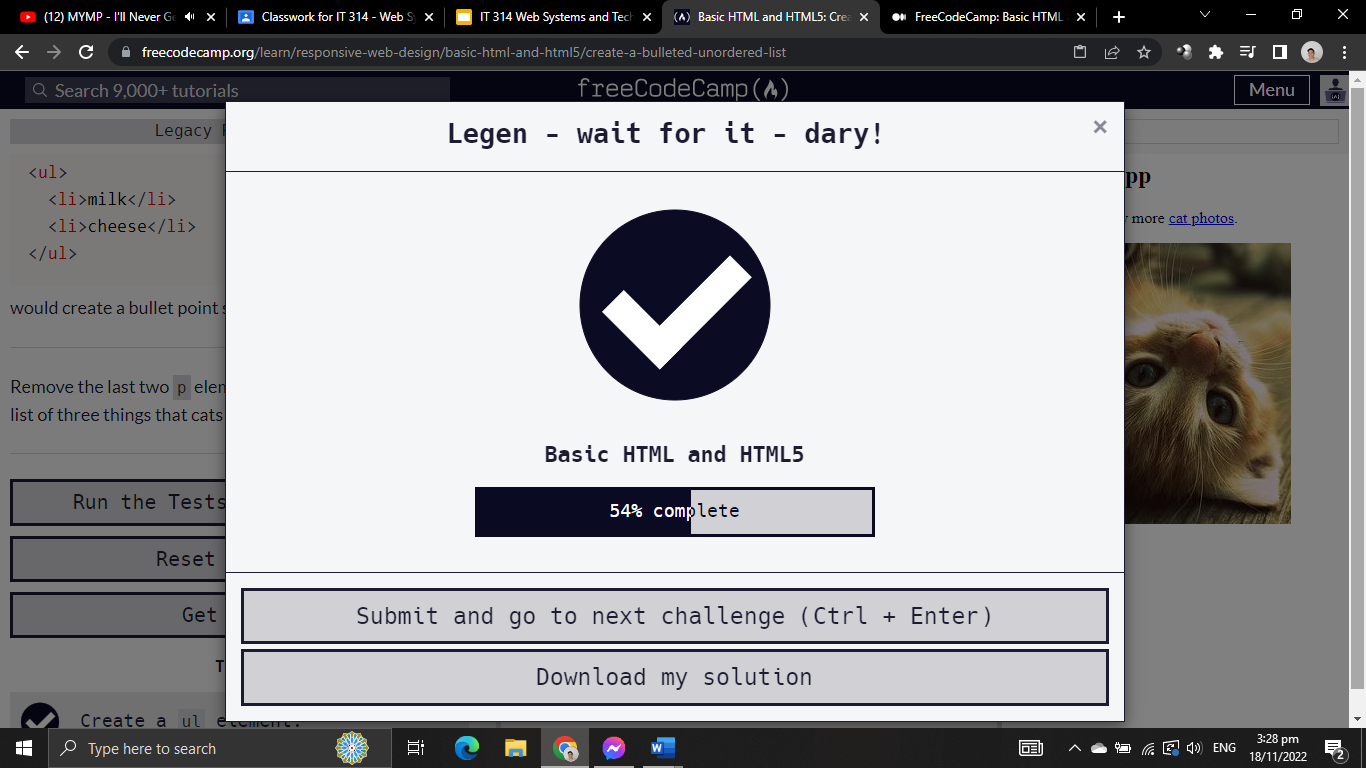 (12) MYMP - I'll Never Ge
Classwork for IT 314 - Web Sy
IT 314 Web Systems and Tech
Basic HTML and HTML5: Crea
FreeCodeCamp: Basic HTML
freecodecamp.org/learn/responsive-web-design/basic-html-and-html5/create-a-bulleted-unordered-list
Search 9,000+ tutorials
freeCodeCamp
Menu
Legacy
<ul>
<li>milk</li>
<li>cheese</li>
</ul>
would create a bullet point
Remove the last two p elem
list of three things that cats
Run the Tests
Reset
Get
T
Create a ul element.
Legen - wait for it - dary!
×
Basic HTML and HTML5
54% complete
Submit and go to next challenge (Ctrl + Enter)
Download my solution
pp
more cat photos.
Type here to search
ENG
3:28 pm
18/11/2022
2